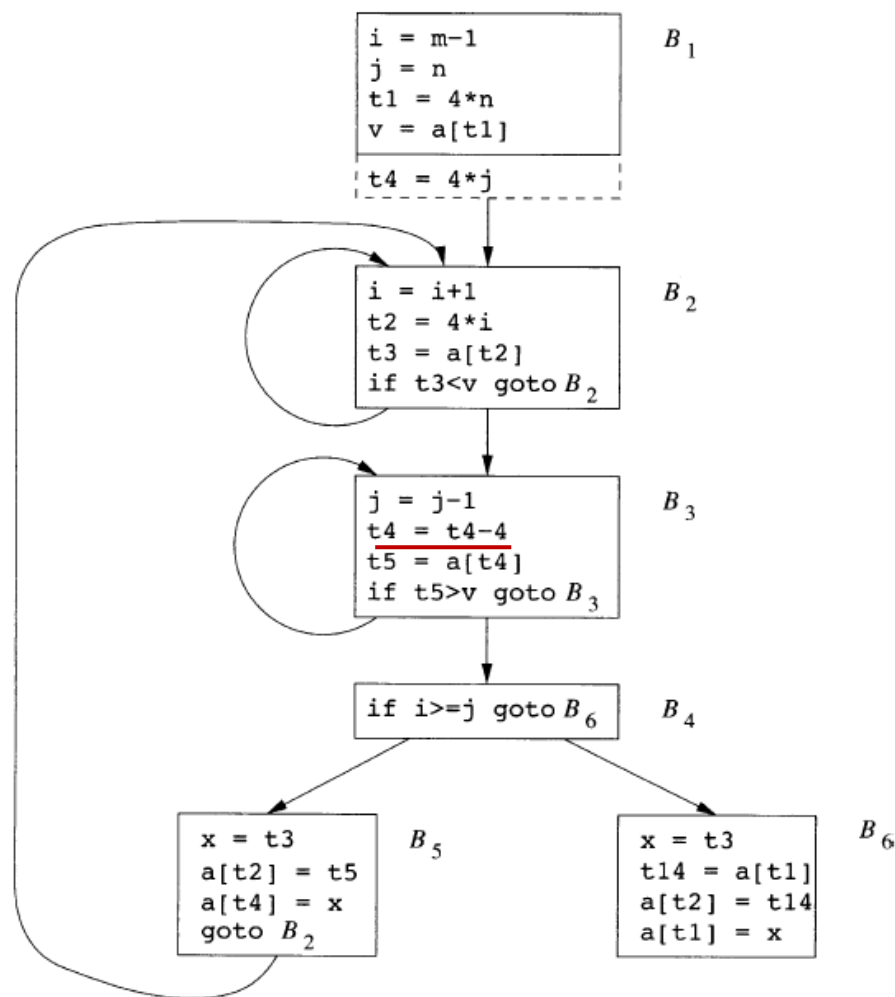 i = m-1
j = n
t1 = 4*n
v = a[t1]
t4 = 4*j
B1
i = i+1
t2 = 4*i
t3 = a[t2]
if t3<v goto B2
B2
j = j-1
t4 = t4-4
t5 = a[t4]
if t5>v goto B3
B3
if i>=j goto B6
B4
x = t3
a[t2] = t5
a[t4] = x
goto B2
B5
x = t3
t14 = a[t1]
a[t2] = t14
a[t1] = x
B6